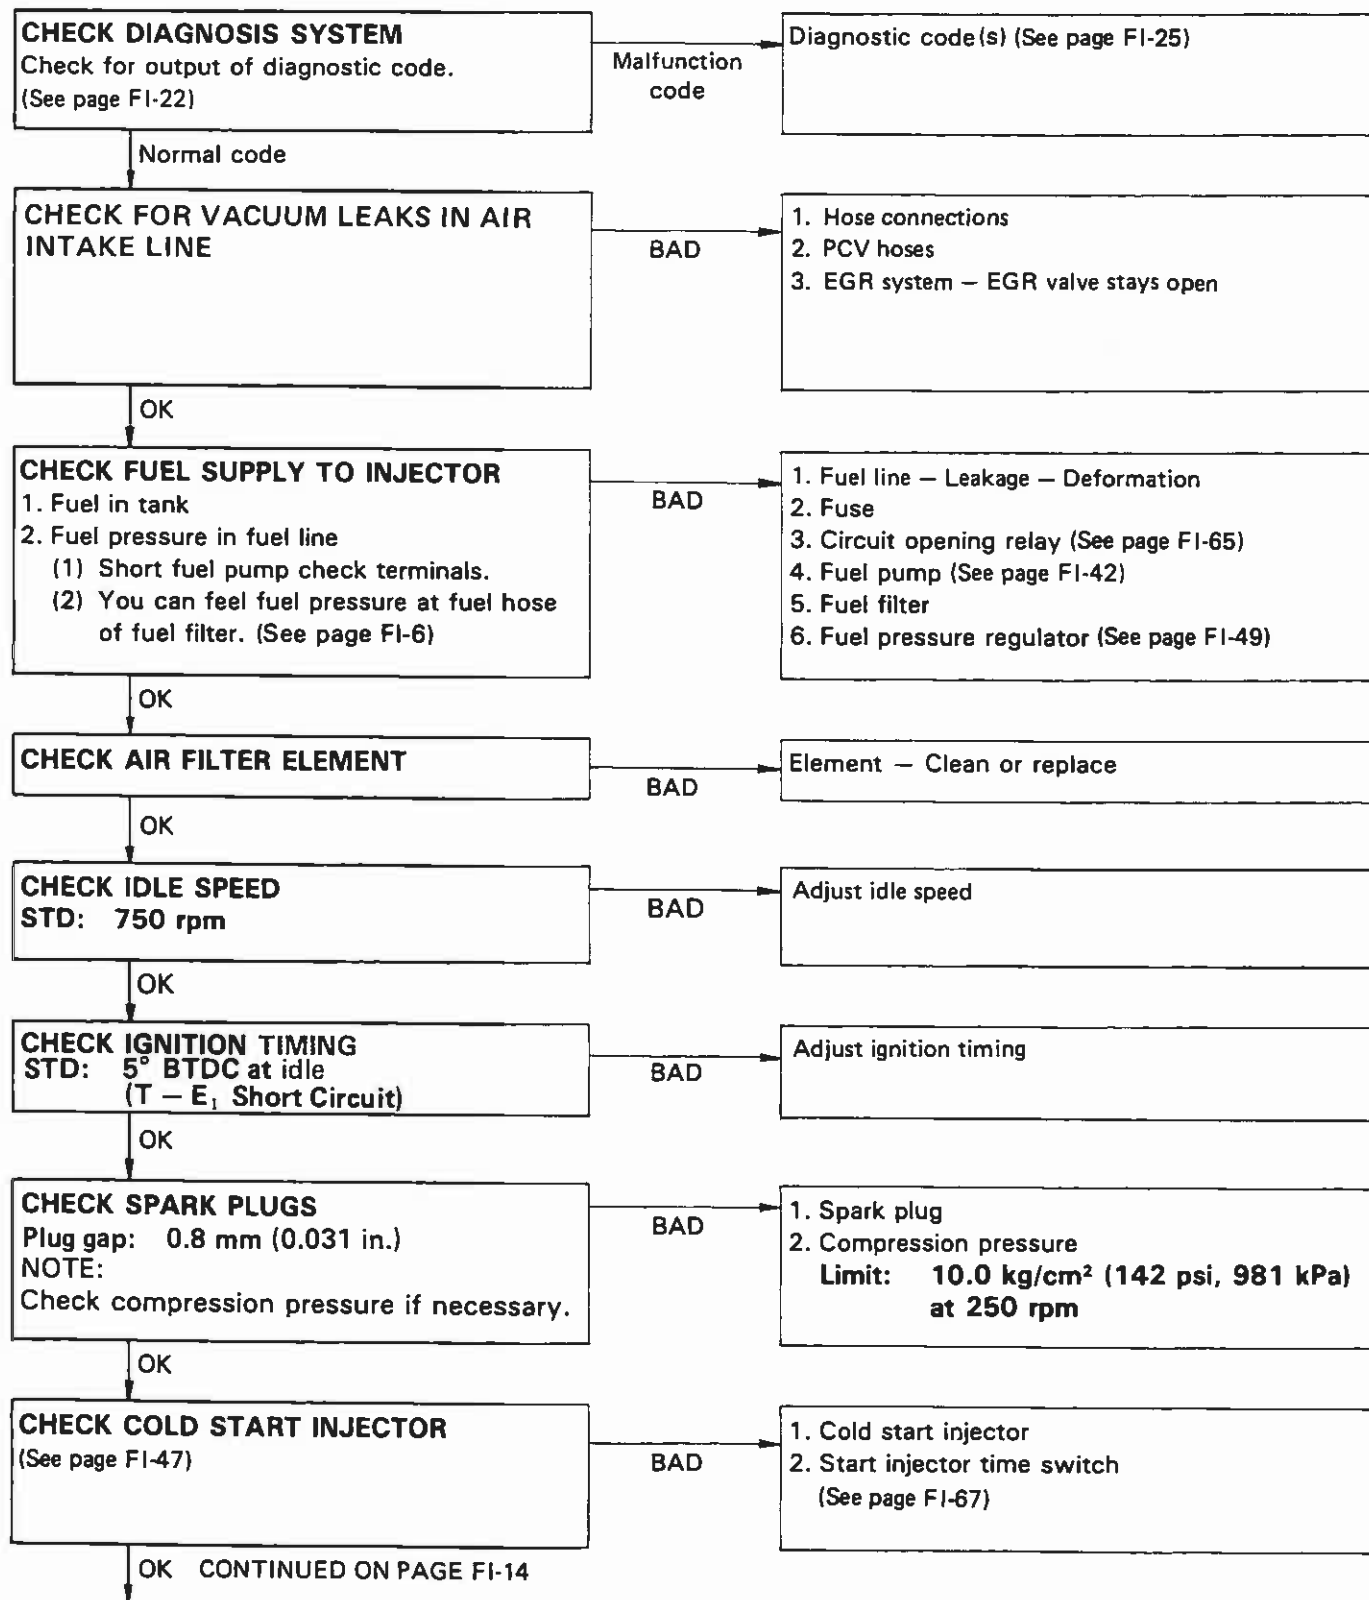 CHECK DIAGNOSIS SYSTEM
Check for output of diagnostic code.
(See page FI-22)
Malfunction
code
Diagnostic code(s) (See page FI-25)
Normal code
CHECK FOR VACUUM LEAKS IN AIR
INTAKE LINE
BAD
1. Hose connections
2. PCV hoses
3. EGR system – EGR valve stays open
OK
CHECK FUEL SUPPLY TO INJECTOR
1. Fuel in tank
2. Fuel pressure in fuel line
(1) Short fuel pump check terminals.
(2) You can feel fuel pressure at fuel hose
of fuel filter. (See page FI-6)
BAD
1. Fuel line – Leakage – Deformation
2. Fuse
3. Circuit opening relay (See page FI-65)
4. Fuel pump (See page FI-42)
5. Fuel filter
6. Fuel pressure regulator (See page FI-49)
OK
CHECK AIR FILTER ELEMENT
BAD
Element – Clean or replace
OK
CHECK IDLE SPEED
STD: 750 rpm
BAD
Adjust idle speed
OK
CHECK IGNITION TIMING
STD: 5° BTDC at idle
(T – E₁ Short Circuit)
BAD
Adjust ignition timing
OK
CHECK SPARK PLUGS
Plug gap: 0.8 mm (0.031 in.)
NOTE:
Check compression pressure if necessary.
BAD
1. Spark plug
2. Compression pressure
Limit: 10.0 kg/cm² (142 psi, 981 kPa)
at 250 rpm
OK
CHECK COLD START INJECTOR
(See page FI-47)
BAD
1. Cold start injector
2. Start injector time switch
(See page FI-67)
OK CONTINUED ON PAGE FI-14